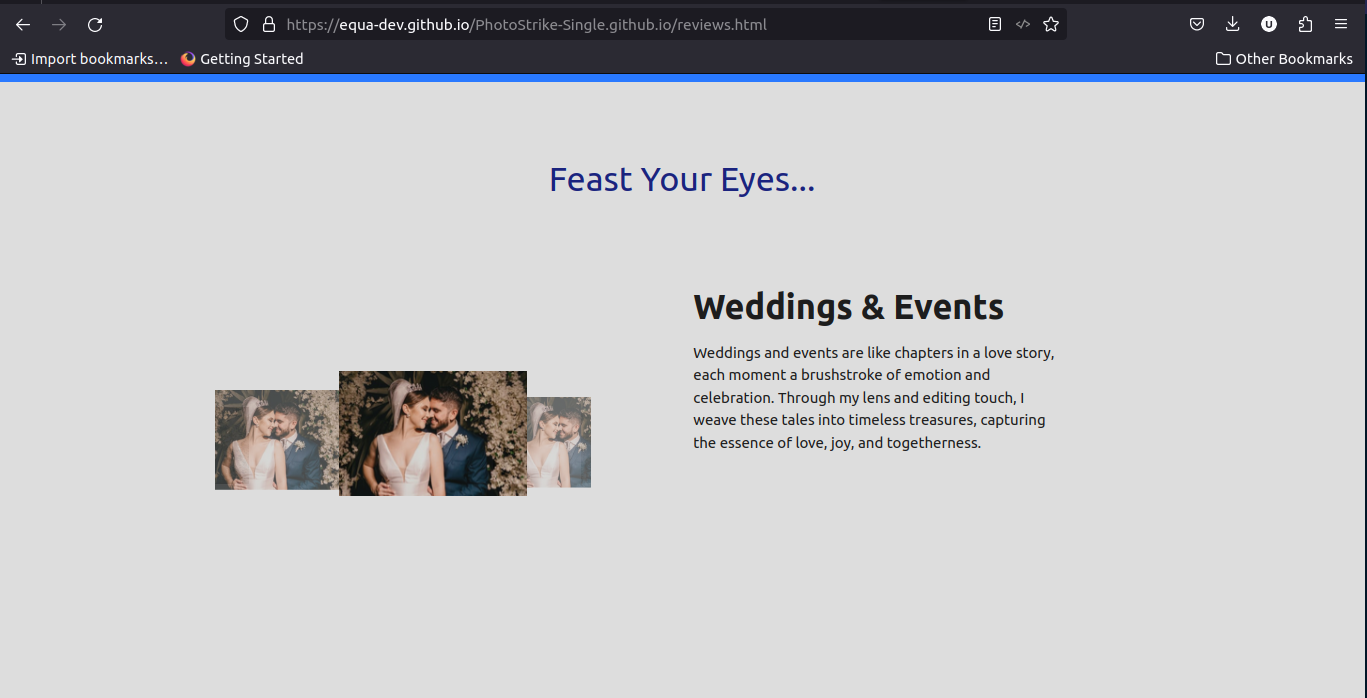 https://equa-dev.github.io/PhotoStrike-Single.github.io/reviews.html
U
Import bookmarks…
Getting Started
Other Bookmarks
Feast Your Eyes...
Weddings & Events
Weddings and events are like chapters in a love story,
each moment a brushstroke of emotion and
celebration. Through my lens and editing touch, I
weave these tales into timeless treasures, capturing
the essence of love, joy, and togetherness.